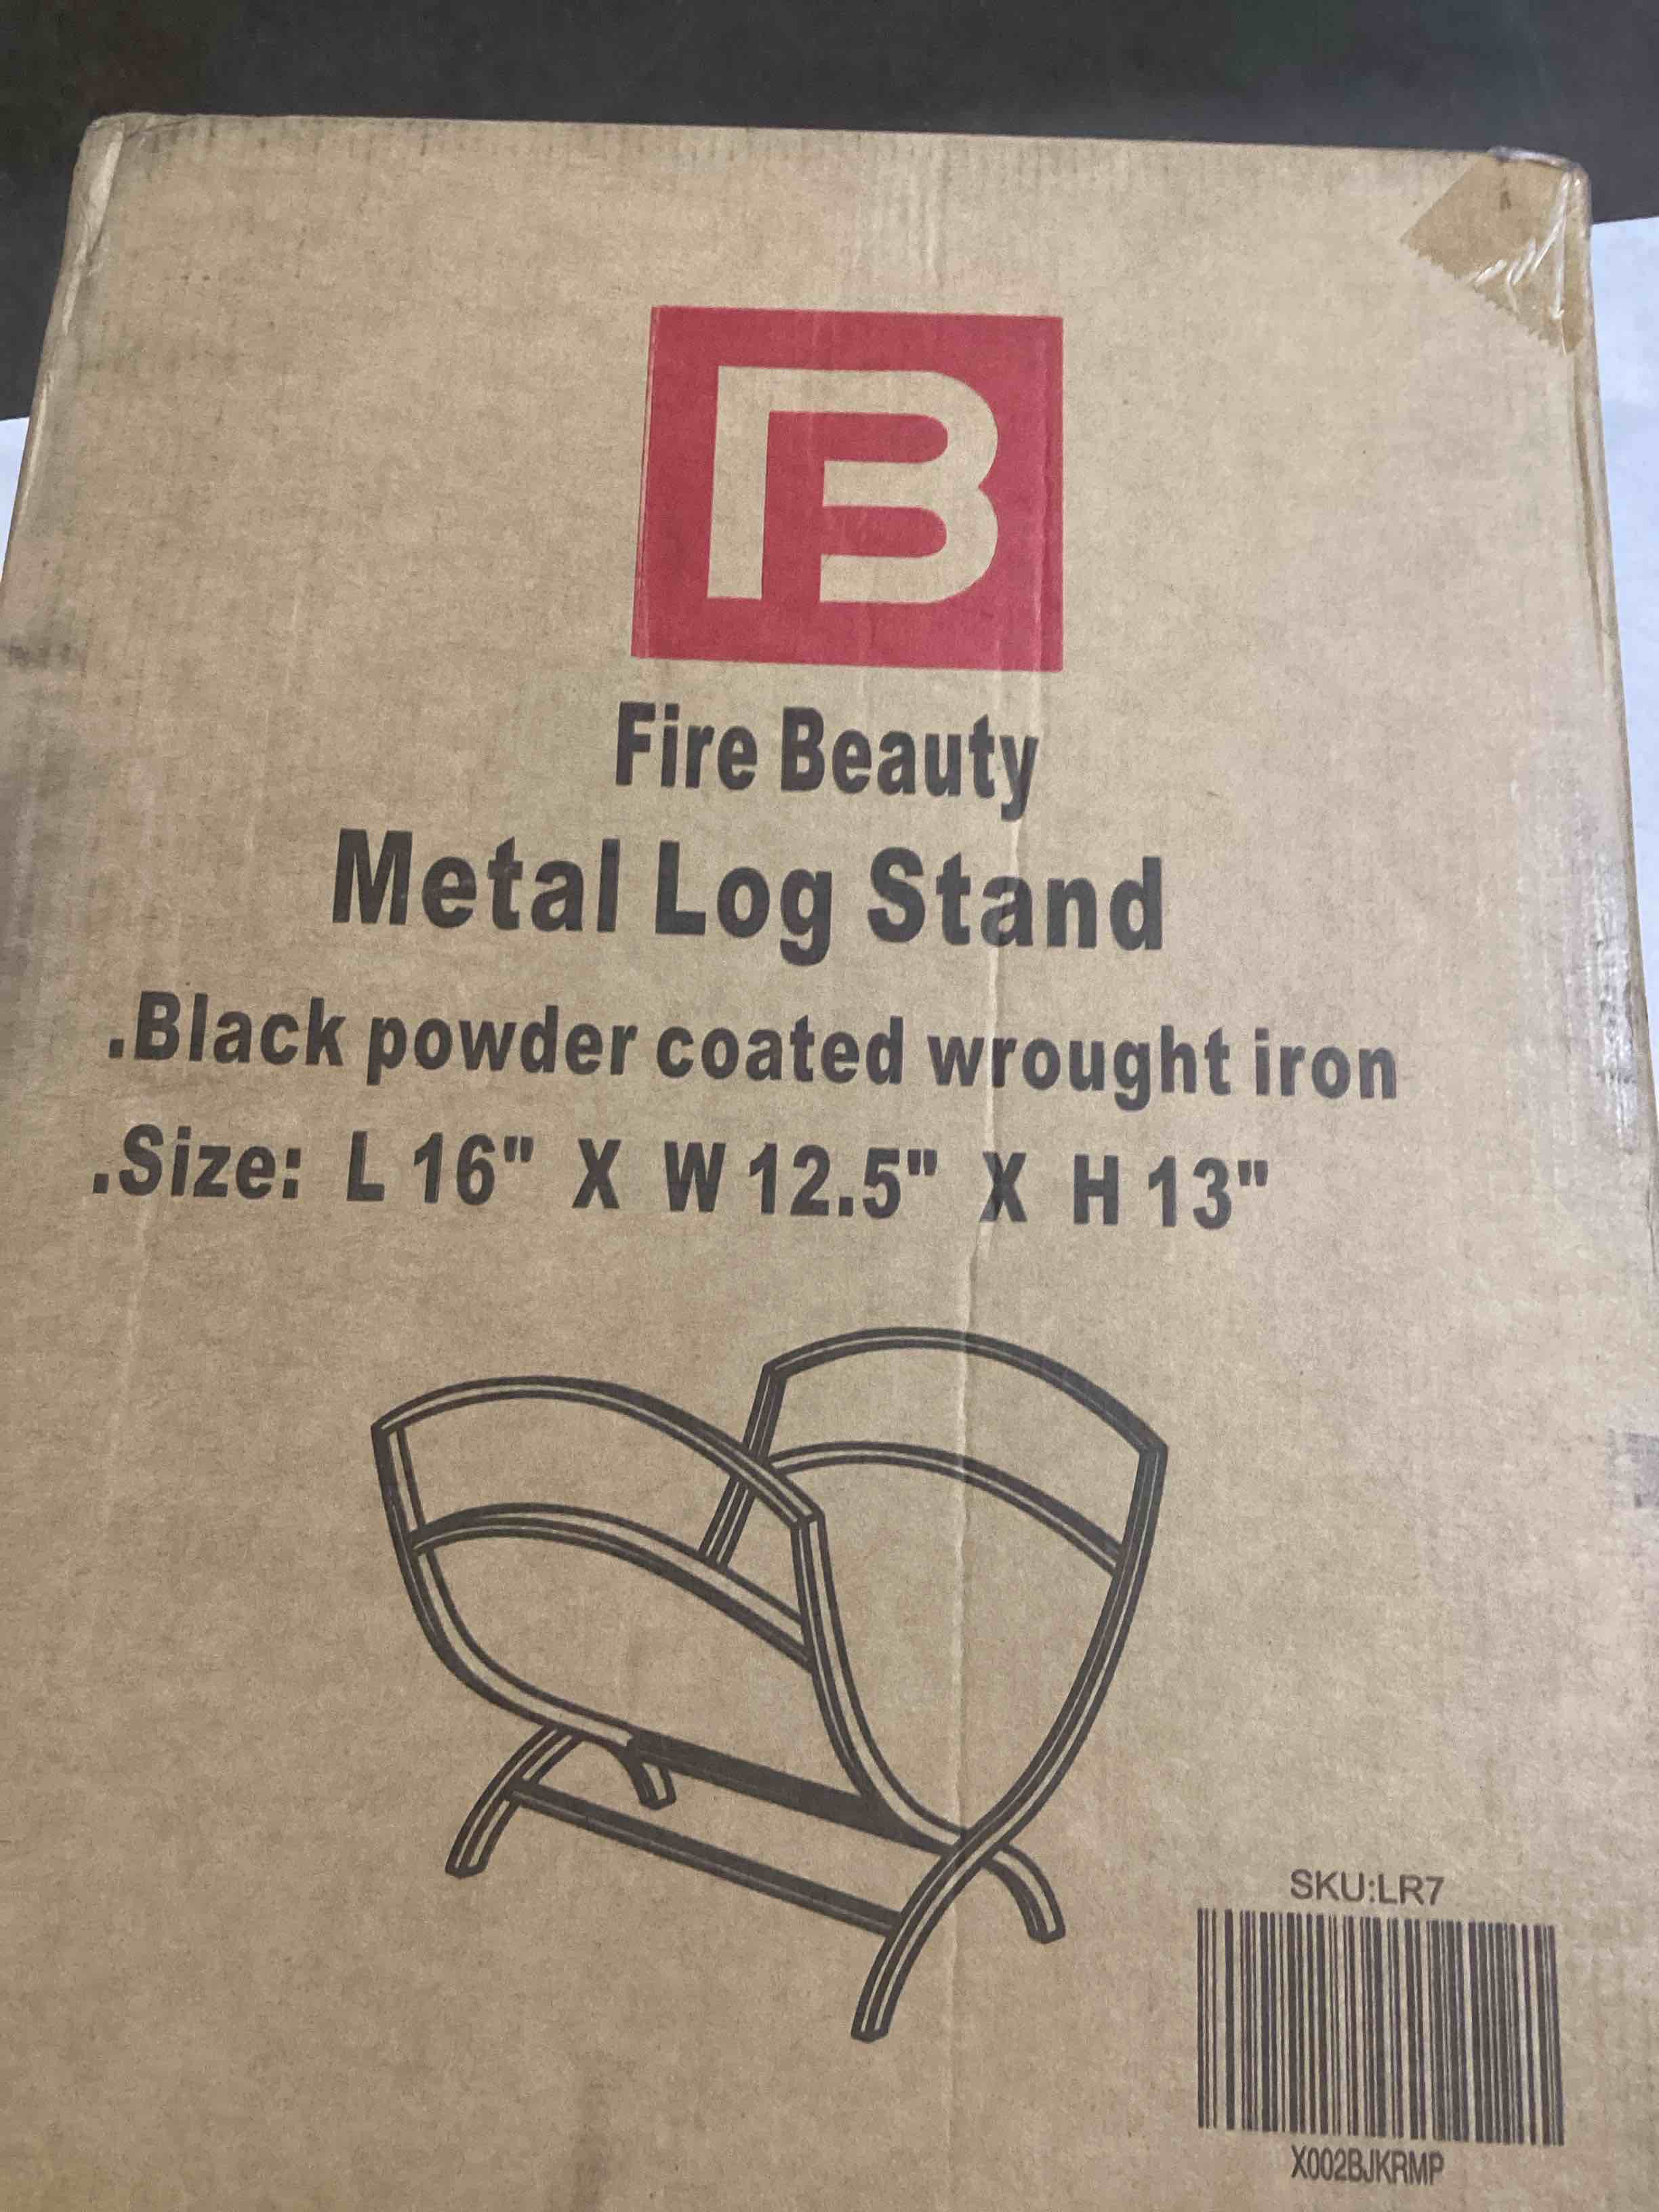 FB
Fire Beauty
Metal Log Stand
.Black powder coated wrought iron
.Size: L 16" X W 12.5" X H 13"
SKU:LR7
X002BJKRMP